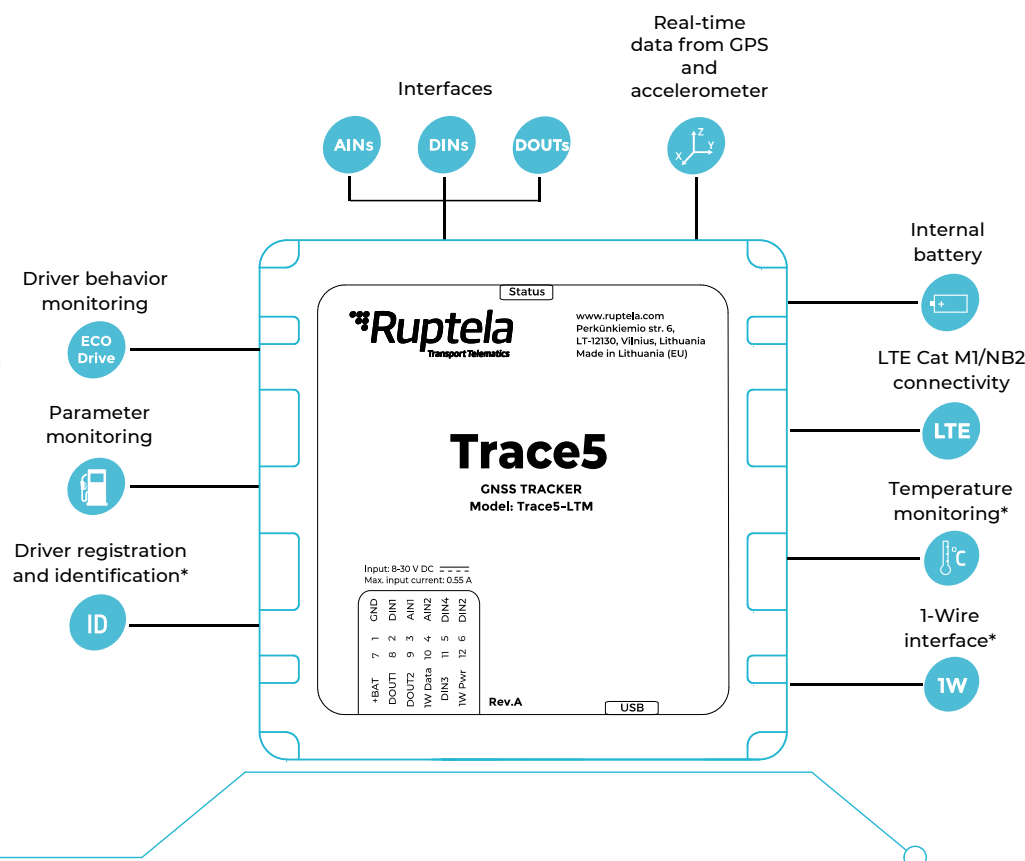 Real-time
data from GPS
and
accelerometer
Interfaces
AINs
DINs
DOUTs
Z
X
Y
Internal
battery
Driver behavior
monitoring
ECO
Drive
LTE Cat M1/NB2
connectivity
LTE
Parameter
monitoring
Temperature
monitoring*
°C
Driver registration
and identification*
ID
1-Wire
interface*
1W
Status
Ruptela
Transport Telematics
www.ruptela.com
Perkūnkiemio str. 6,
LT-12130, Vilnius, Lithuania
Made in Lithuania (EU)
Trace5
GNSS TRACKER
Model: Trace5-LTM
Input: 8-30 V DC
Max. input current: 0.55 A
GND DIN1 AIN1 AIN2 DIN4 DIN2
1 2 3 4 5 6
7 8 9 10 11 12
+BAT DOUT1 DOUT2 1W Data DIN3 1W Pwr
Rev.A
USB